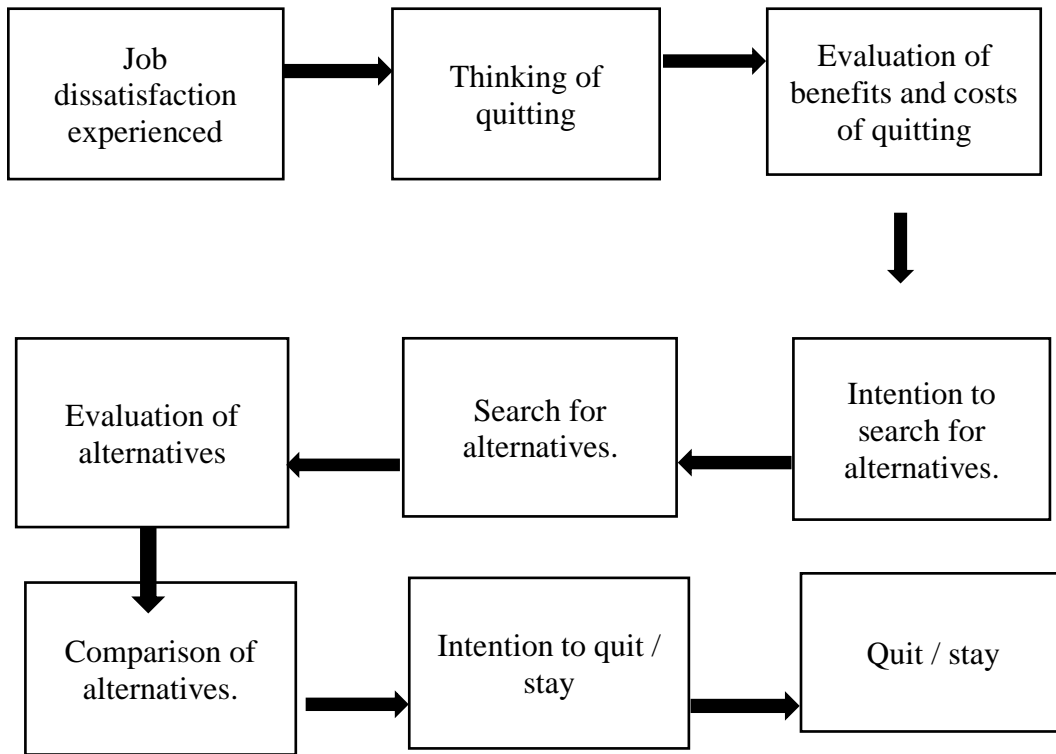 Job
dissatisfaction
experienced
Thinking of
quitting
Evaluation of
benefits and costs
of quitting
Intention to
search for
alternatives.
Search for
alternatives.
Evaluation of
alternatives
Comparison of
alternatives.
Intention to quit /
stay
Quit / stay